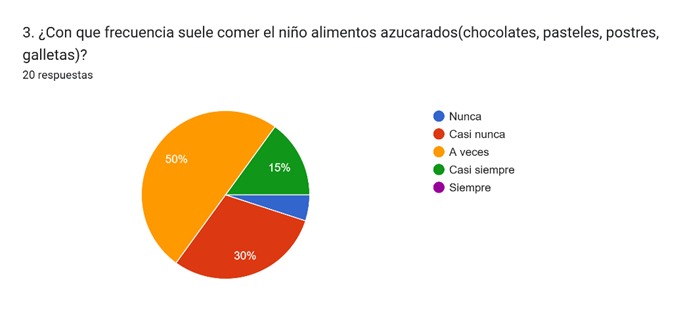 3. ¿Con que frecuencia suele comer el niño alimentos azucarados(chocolates, pasteles, postres,
galletas)?
20 respuestas
50%
15%
30%
Nunca
Casi nunca
A veces
Casi siempre
Siempre